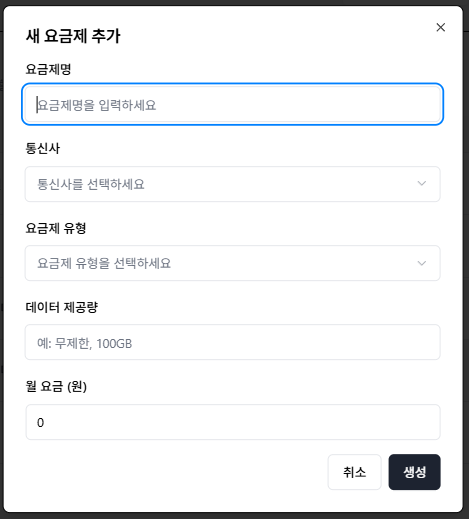 새 요금제 추가
요금제명
요금제명을 입력하세요
통신사
통신사를 선택하세요
요금제 유형
요금제 유형을 선택하세요
데이터 제공량
예: 무제한, 100GB
월 요금 (원)
0
취소 생성